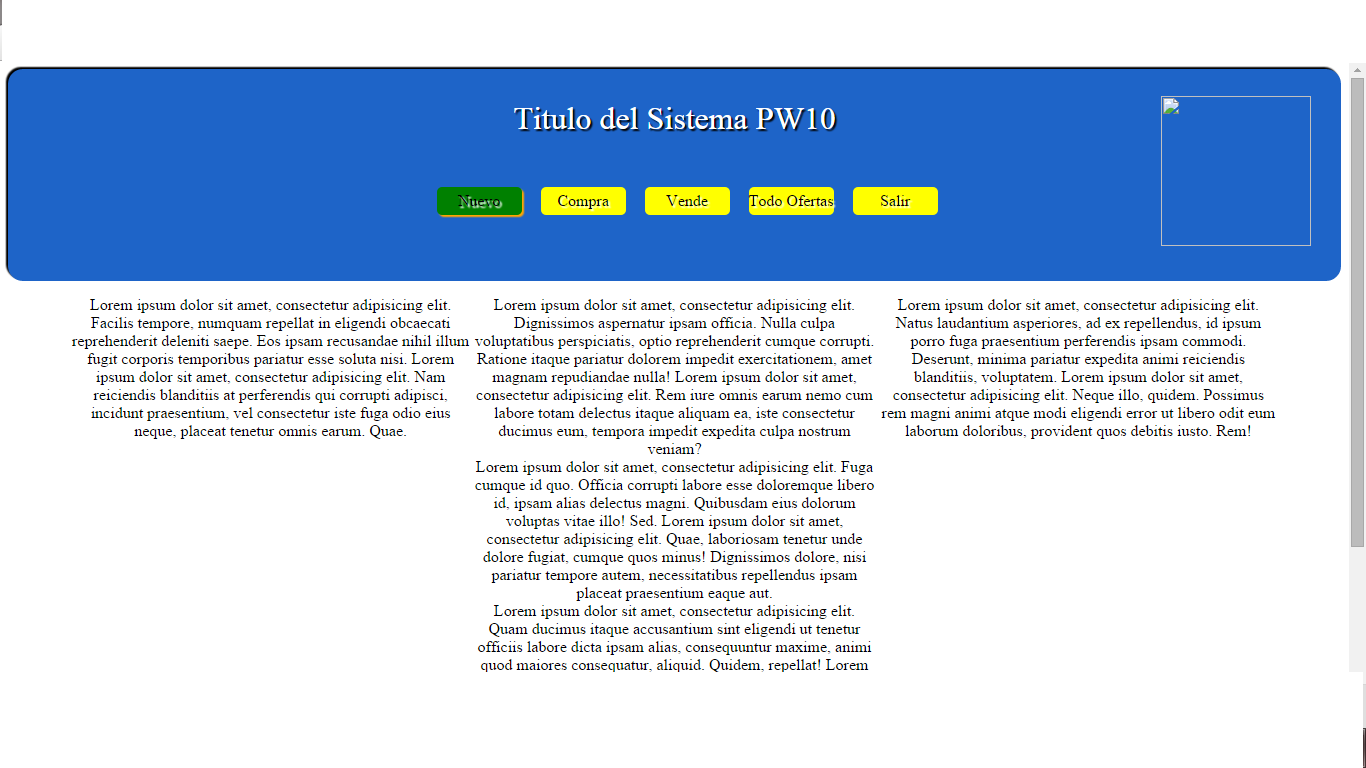 Titulo del Sistema PW10
Nuevo
Compra
Vende
Todo Ofertas
Salir
Lorem ipsum dolor sit amet, consectetur adipisicing elit.
Facilis tempore, numquam repellat in eligendi obcaecati
reprehenderit deleniti saepe. Eos ipsam recusandae nihil illum
fugit corporis temporibus pariatur esse soluta nisi. Lorem
ipsum dolor sit amet, consectetur adipisicing elit. Nam
reiciendis blanditiis at perferendis qui corrupti adipisci,
incidunt praesentium, vel consectetur iste fuga odio eius
neque, placeat tenetur omnis earum. Quae.
Lorem ipsum dolor sit amet, consectetur adipisicing elit.
Dignissimos aspernatur ipsam officia. Nulla culpa
voluptatibus perspiciatis, optio reprehenderit cumque corrupti.
Ratione itaque pariatur dolorem impedit exercitationem, amet
magnam repudiandae nulla! Lorem ipsum dolor sit amet,
consectetur adipisicing elit. Rem iure omnis earum nemo cum
labore totam delectus itaque aliquam ea, iste consectetur
ducimus eum, tempora impedit expedita culpa nostrum
veniam?
Lorem ipsum dolor sit amet, consectetur adipisicing elit. Fuga
cumque id quo. Officia corrupti labore esse doloremque libero
id, ipsam alias delectus magni. Quibusdam eius dolorum
voluptas vitae illo! Sed. Lorem ipsum dolor sit amet,
consectetur adipisicing elit. Quae, laboriosam tenetur unde
dolore fugiat, cumque quos minus! Dignissimos dolore, nisi
pariatur tempore autem, necessitatibus repellendus ipsam
placeat praesentium eaque aut.
Lorem ipsum dolor sit amet, consectetur adipisicing elit.
Quam ducimus itaque accusantium sint eligendi ut tenetur
officiis labore dicta ipsam alias, consequuntur maxime, animi
quod maiores consequatur, aliquid. Quidem, repellat! Lorem
Lorem ipsum dolor sit amet, consectetur adipisicing elit.
Natus laudantium asperiores, ad ex repellendus, id ipsum
porro fuga praesentium perferendis ipsam commodi.
Deserunt, minima pariatur expedita animi reiciendis
blanditiis, voluptatem. Lorem ipsum dolor sit amet,
consectetur adipisicing elit. Neque illo, quidem. Possimus
rem magni animi atque modi eligendi error ut libero odit eum
laborum doloribus, provident quos debitis iusto. Rem!